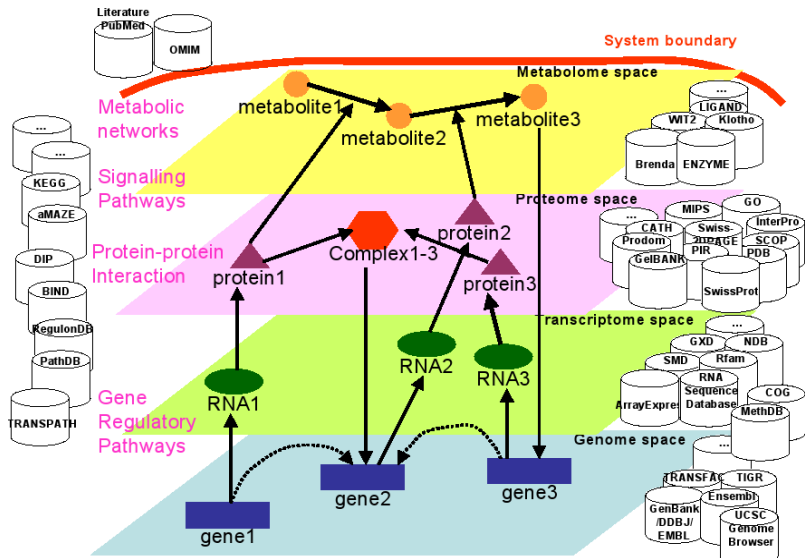 Literature
PubMed
OMIM
System boundary
Metabolome space
Metabolic
networks
metabolite1
metabolite2
metabolite3
...
LIGAND
WIT2
Klotho
Brenda
ENZYME
...
...
KEGG
aMAZE
Signalling
Pathways
Proteome space
Protein-protein
Interaction
protein1
Complex1-3
protein2
protein3
...
MIPS
GO
CATH
Swiss-
2DPAGE
InterPro
Prodom
PIR
SCOP
GelBANK
PDB
SwissProt
DIP
BIND
RegulonDB
PathDB
TRANSPATH
Transcriptome space
RNA1
RNA2
RNA3
...
GXD
NDB
SMD
Rfam
RNA
Sequence
Database
ArrayExpres
COG
MethDB
Gene
Regulatory
Pathways
Genome space
gene1
gene2
gene3
...
TRANSFAC
TIGR
Ensembl
GenBank
/DDBJ/
EMBL
UCSC
Genome
Browser